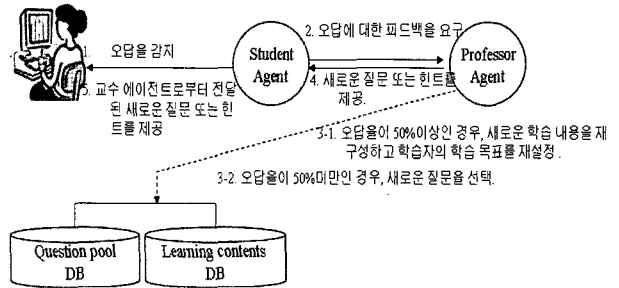 2. 오답에 대한 피드백을 요구
1. 오답을 감지
Student
Agent
Professor
Agent
4. 새로운 질문 또는 힌트를
제공.
5. 교수 에이전트로부터 전달
된 새로운 질문 또는 힌
트를 제공
3-1. 오답율이 50%이상인 경우, 새로운 학습 내용을 재
구성하고 학습자의 학습 목표를 재설정.
3-2. 오답율이 50%미만인 경우, 새로운 질문을 선택.
Question pool
DB
Learning contents
DB